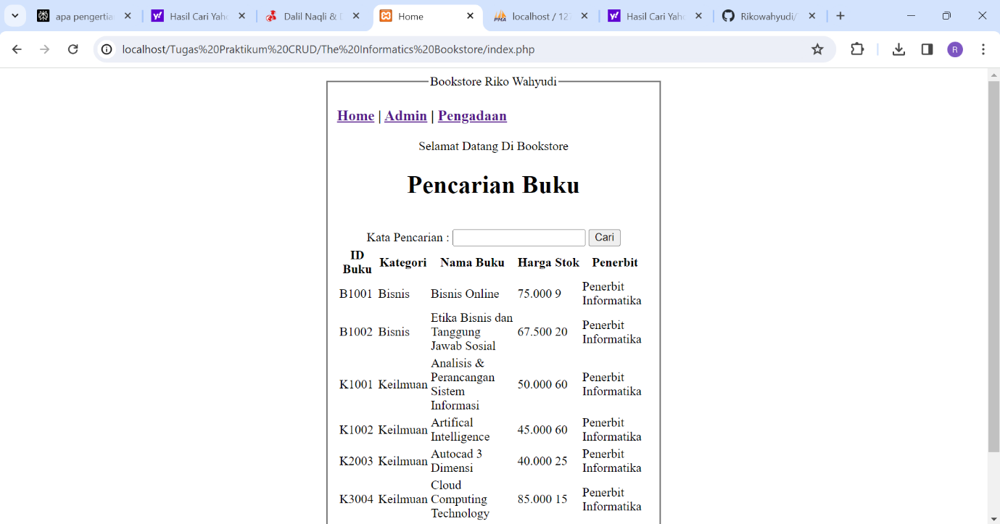 apa pengertia
Hasil Cari Yah
Dalil Naqli &
Home
localhost / 12
Hasil Cari Yah
Rikowahyudi/
localhost/Tugas%20Praktikum%20CRUD/The%20Informatics%20Bookstore/index.php
R
Bookstore Riko Wahyudi
Home | Admin | Pengadaan
Selamat Datang Di Bookstore
Pencarian Buku
Kata Pencarian : Cari
ID Buku Kategori Nama Buku Harga Stok Penerbit
B1001 Bisnis Bisnis Online 75.000 9 Penerbit Informatika
B1002 Bisnis Etika Bisnis dan Tanggung Jawab Sosial 67.500 20 Penerbit Informatika
K1001 Keilmuan Analisis & Perancangan Sistem Informasi 50.000 60 Penerbit Informatika
K1002 Keilmuan Artifical Intelligence 45.000 60 Penerbit Informatika
K2003 Keilmuan Autocad 3 Dimensi 40.000 25 Penerbit Informatika
K3004 Keilmuan Cloud Computing Technology 85.000 15 Penerbit Informatika